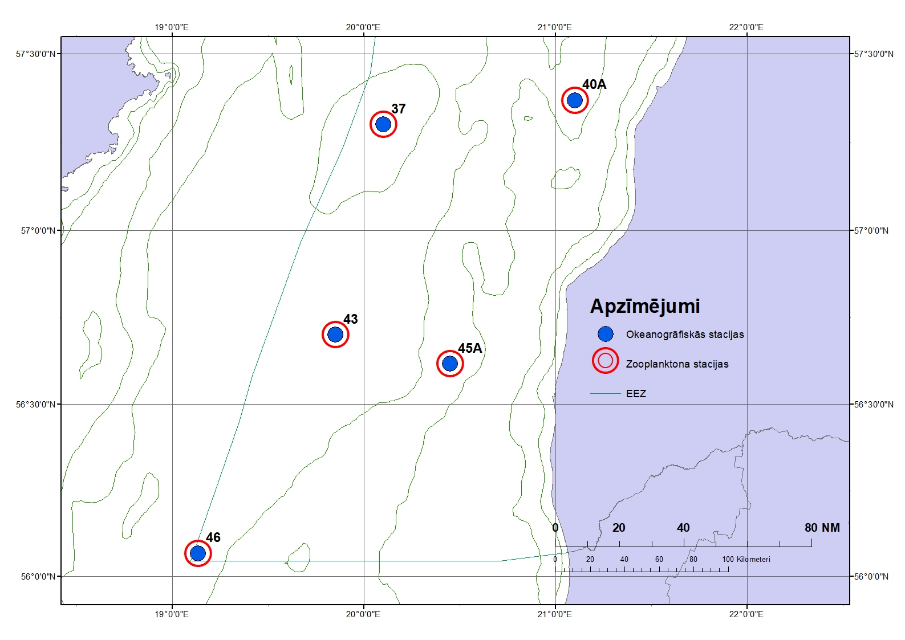 19°0'0"E 20°0'0"E 21°0'0"E 22°0'0"E
57°30'0"N 57°30'0"N
40A
37
57°0'0"N 57°0'0"N
Apzīmējumi
43
Okeanogrāfiskās stacijas
45A
Zooplanktona stacijas
EEZ
56°30'0"N 56°30'0"N
0 20 40 80 NM
46
0 20 40 60 80 100 Kilometeri
56°0'0"N 56°0'0"N
19°0'0"E 20°0'0"E 21°0'0"E 22°0'0"E